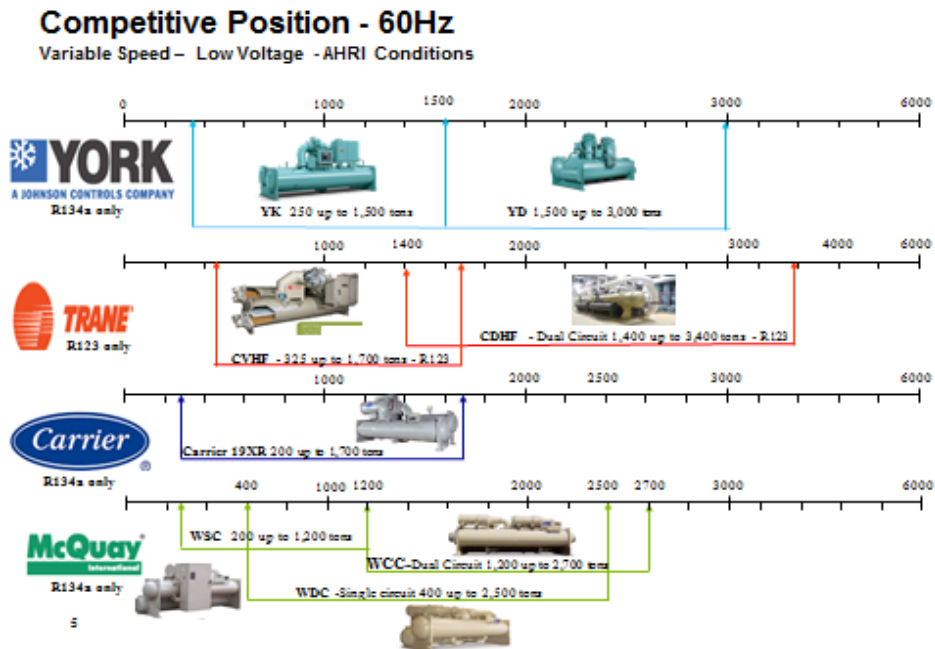 Competitive Position - 60Hz
Variable Speed – Low Voltage - AHRI Conditions
0 1000 1500 2000 3000 6000
YORK
A JOHNSON CONTROLS COMPANY
R134a only
YK 250 up to 1,500 tons
YD 1,500 up to 3,000 tons
1000 1400 2000 3000 4000 6000
TRANE
R123 only
CDHF - Dual Circuit 1,400 up to 3,400 tons - R123
CVHF - 325 up to 1,700 tons - R123
1000 2000 2500 3000 6000
Carrier
®
R134a only
Carrier 19XR 200 up to 1,700 tons
400 1000 1200 2000 2500 2700 3000 6000
McQuay
International
R134a only
WSC 200 up to 1,200 tons
WCC–Dual Circuit 1,200 up to 2,700 tons
WDC -Single circuit 400 up to 2,500 tons
5